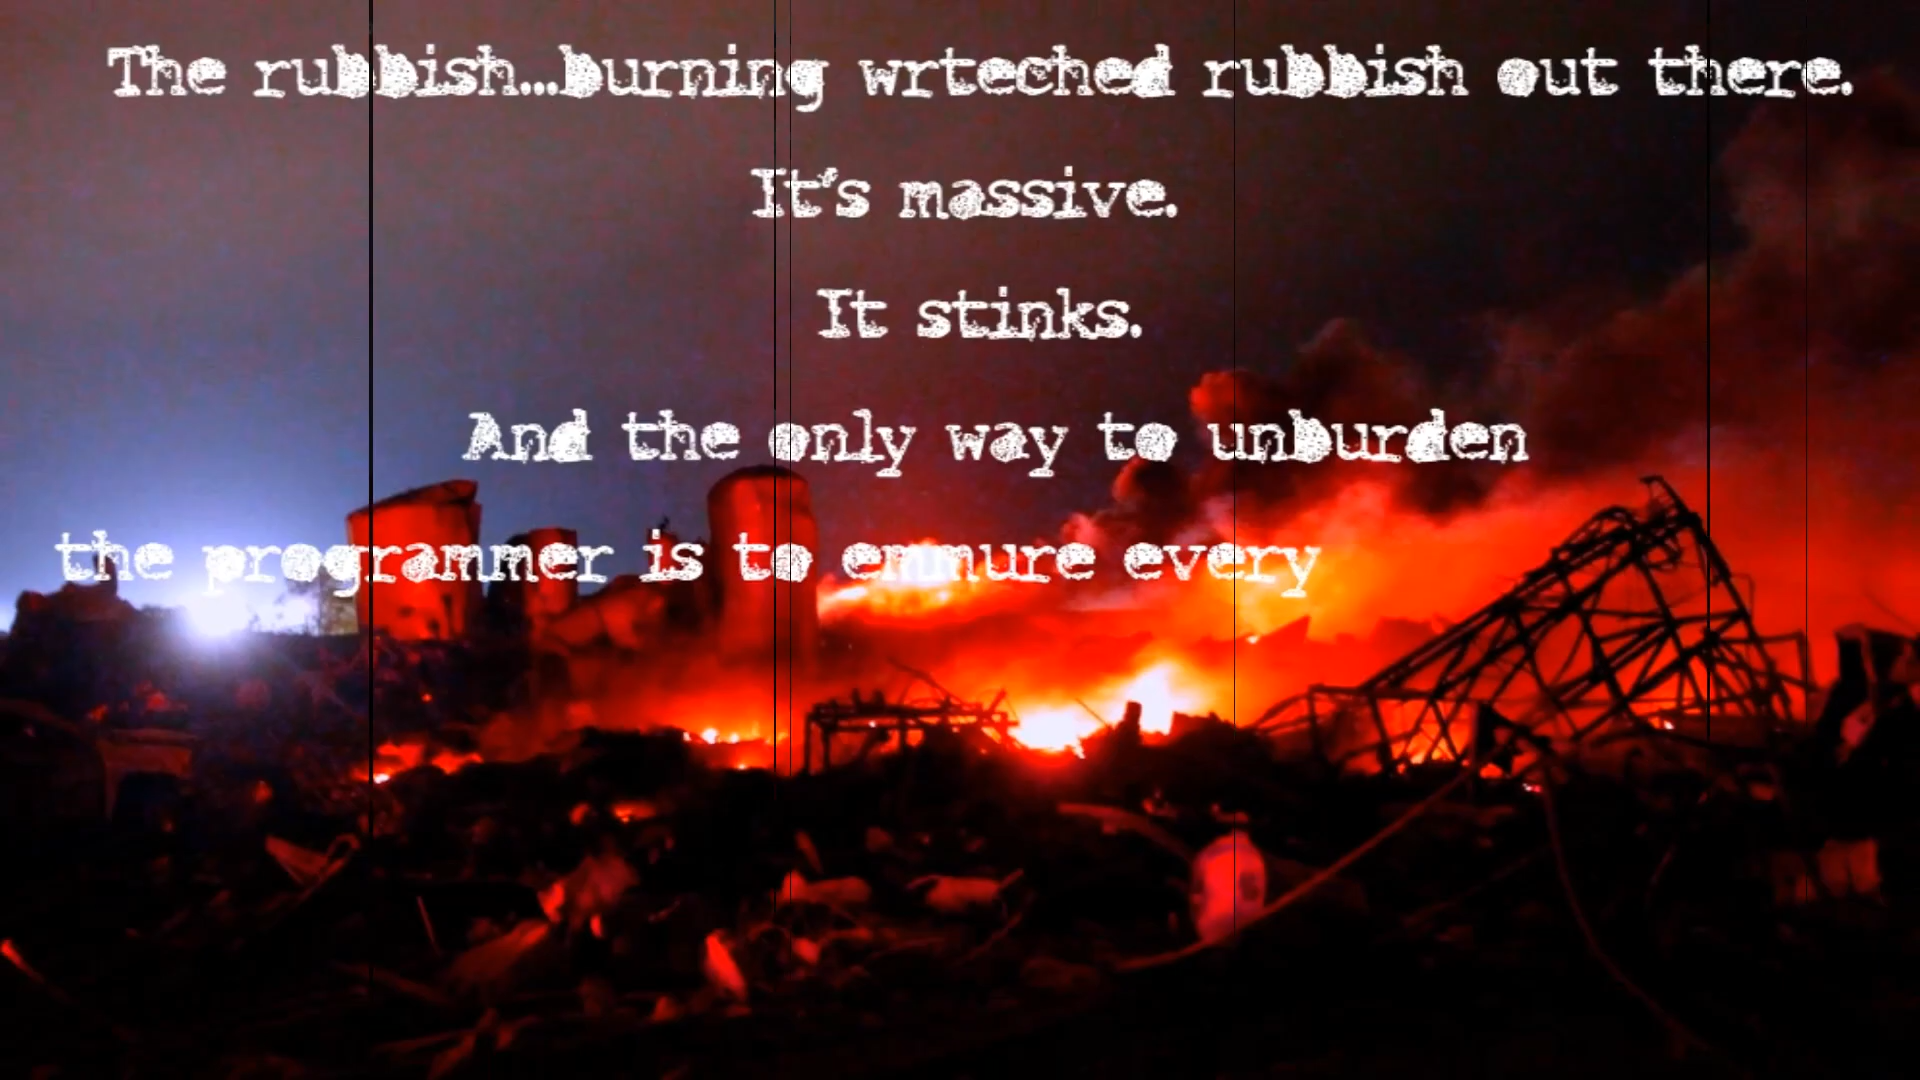 The rubbish...burning wrteched rubbish out there.
It's massive.
It stinks.
And the only way to unburden
the programmer is to emmure every